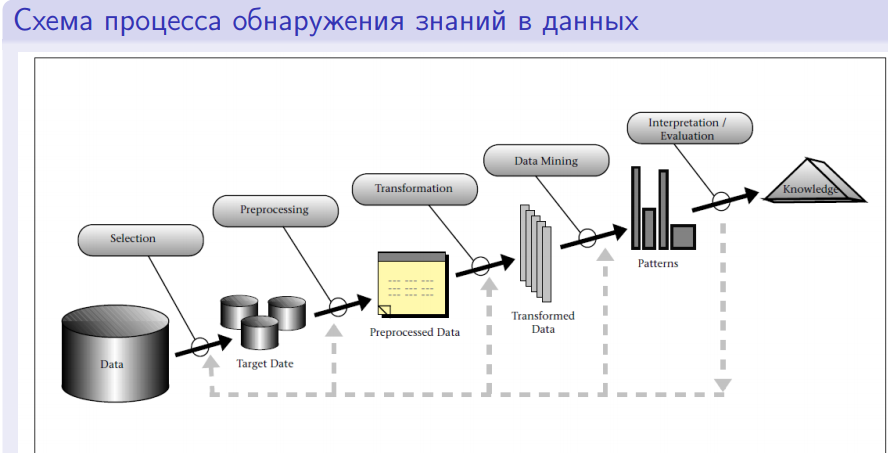 Схема процесса обнаружения знаний в данных
Interpretation /
Evaluation
Data Mining
Transformation
Preprocessing
Selection
Knowledge
Patterns
Transformed
Data
Preprocessed Data
Target Date
Data